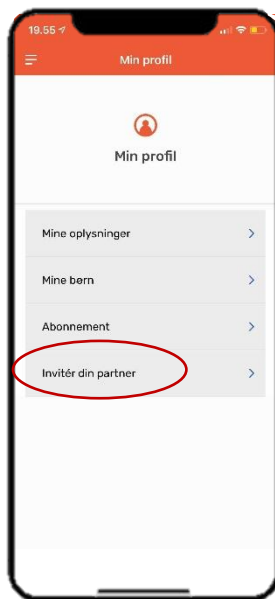 19.55
Min profil
Min profil
Mine oplysninger
Mine børn
Abonnement
Invitér din partner